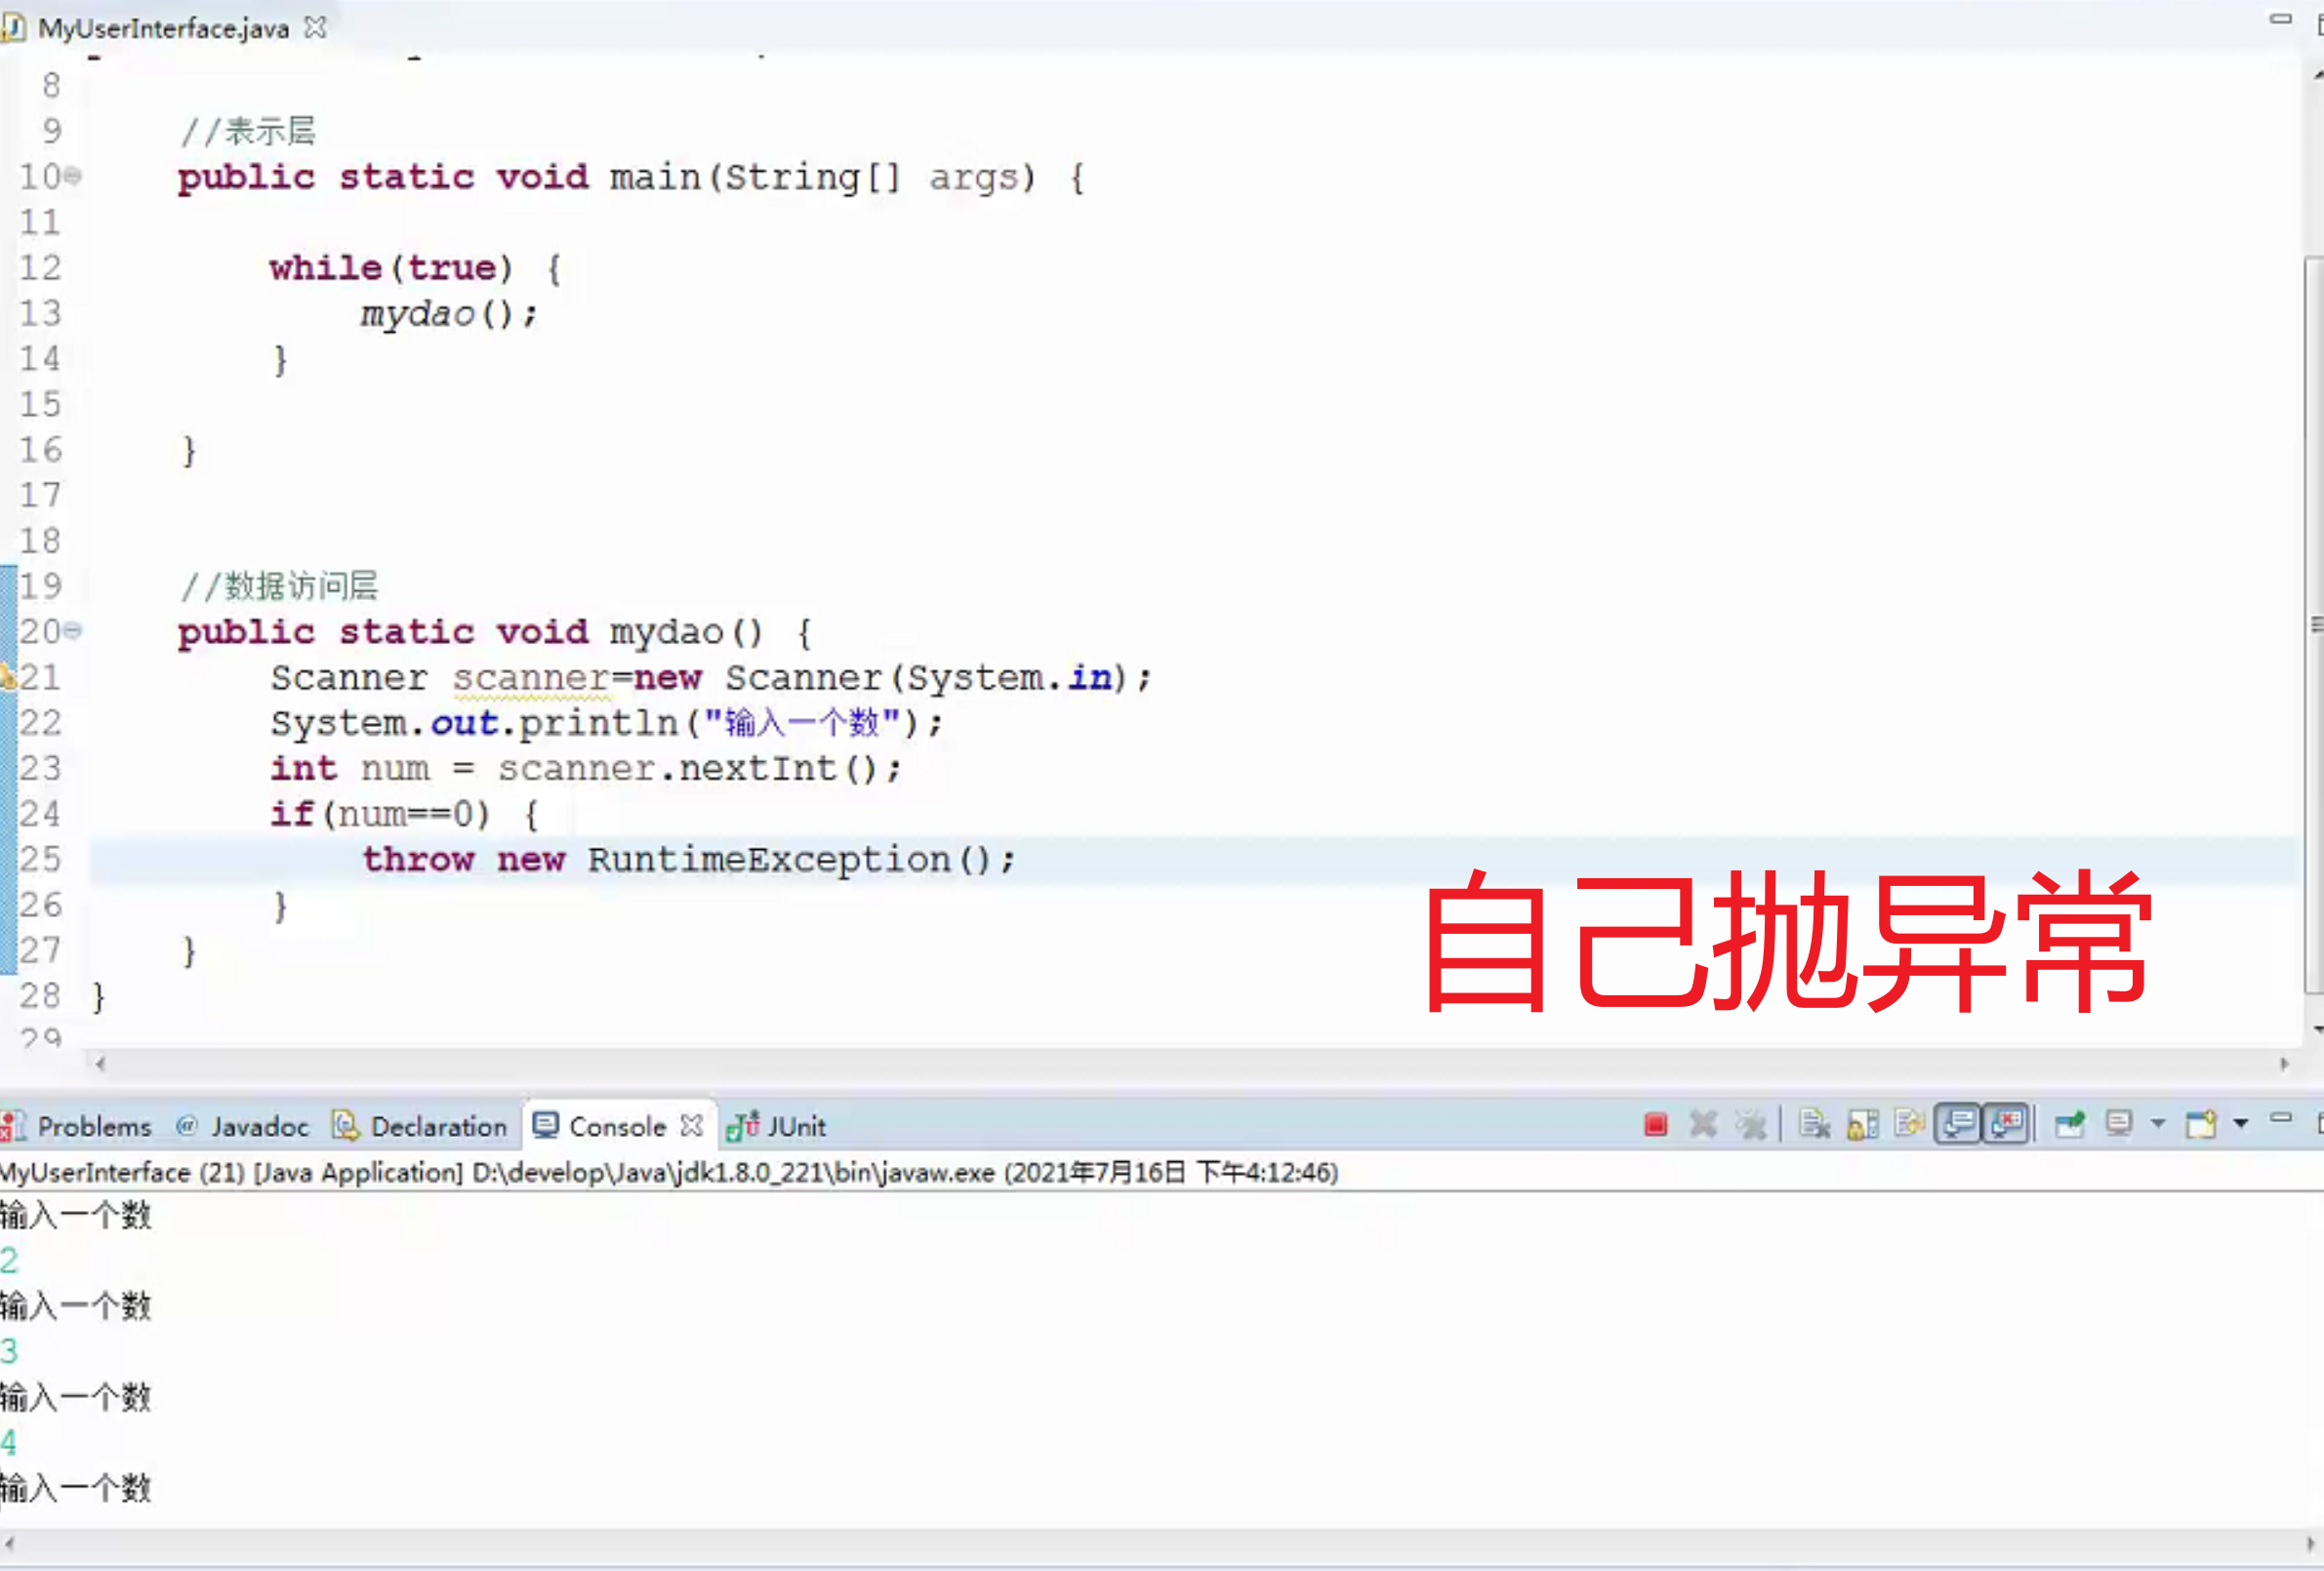 MyUserInterface.java
8
9 //表示层
10 public static void main(String[] args) {
11
12 while(true) {
13 mydao();
14 }
15
16 }
17
18
19 //数据访问层
20 public static void mydao() {
21 Scanner scanner=new Scanner(System.in);
22 System.out.println("输入一个数");
23 int num = scanner.nextInt();
24 if(num==0) {
25 throw new RuntimeException();
26 }
27 }
28 }
29
自己抛异常
Problems @ Javadoc Declaration Console JUnit
MyUserInterface (21) [Java Application] D:\develop\Java\jdk1.8.0_221\bin\javaw.exe (2021年7月16日 下午4:12:46)
输入一个数
2
输入一个数
3
输入一个数
4
输入一个数